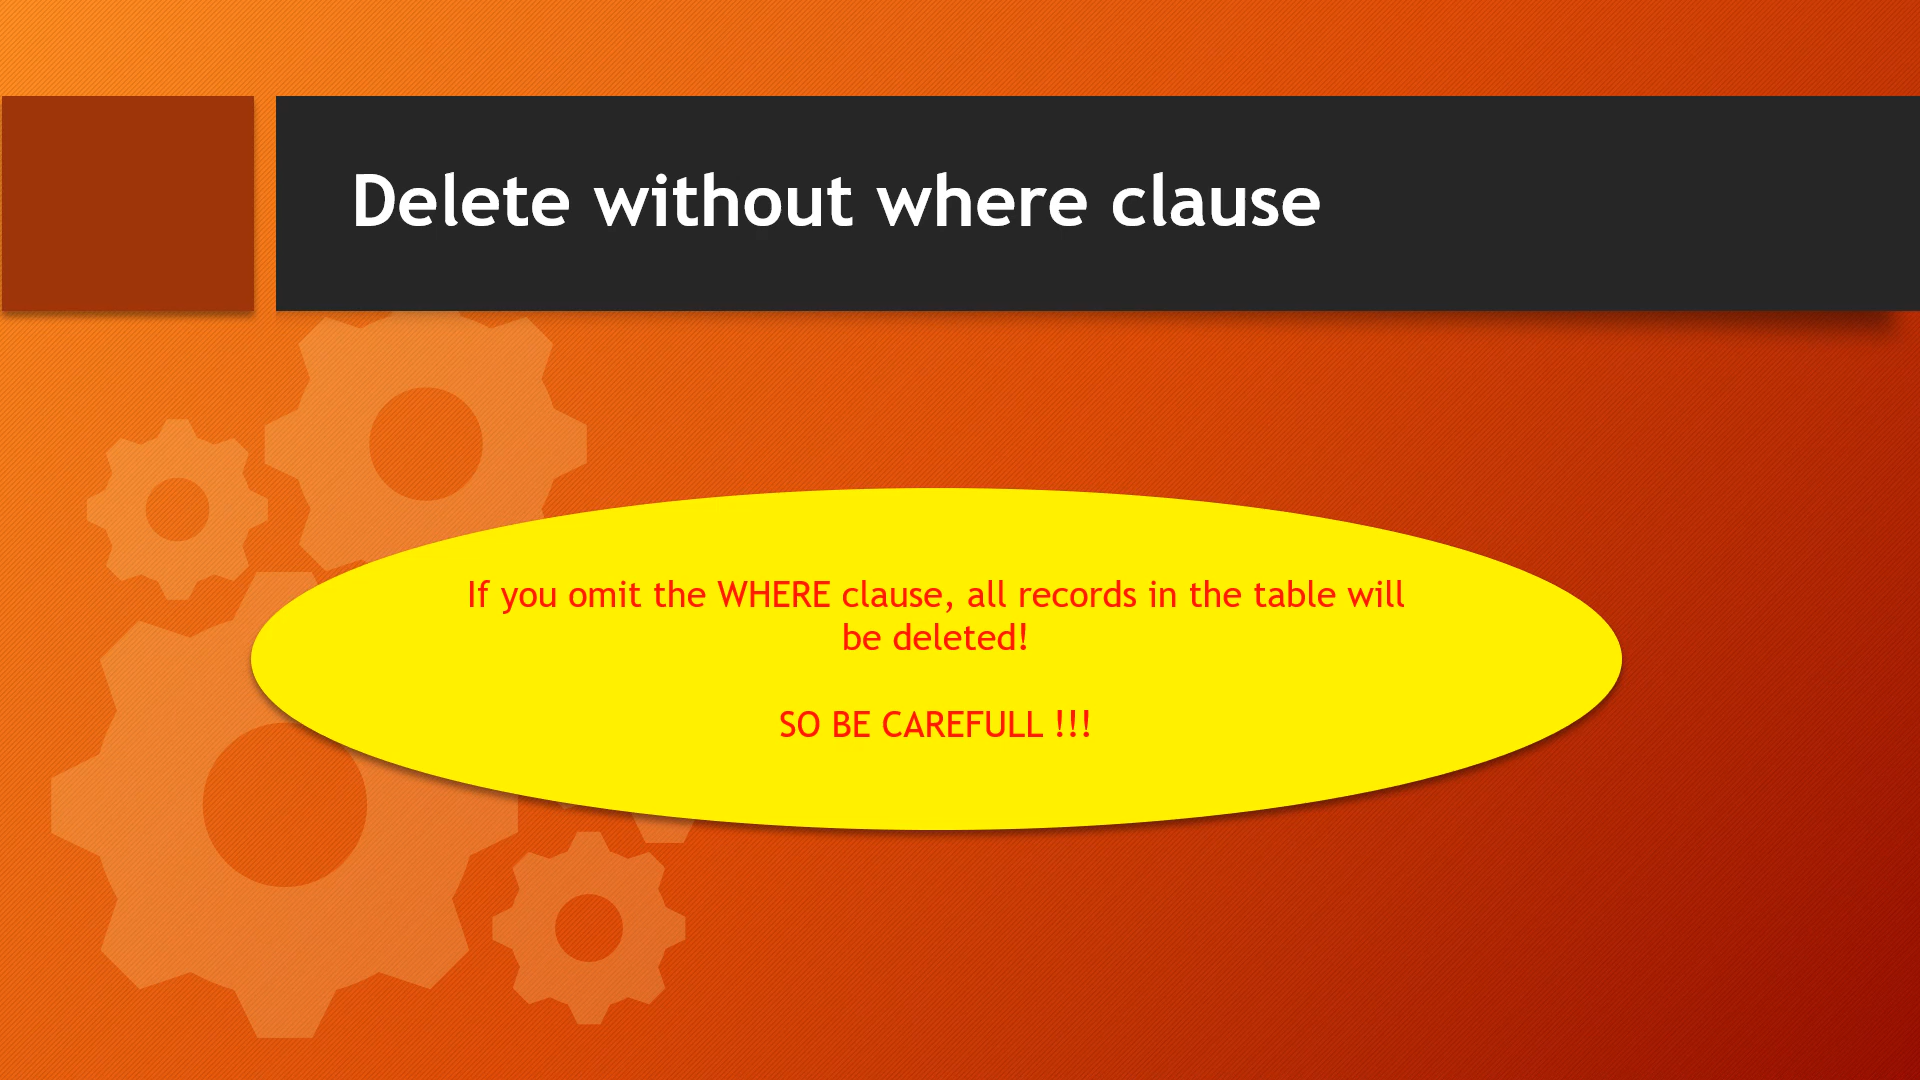 Delete without where clause
If you omit the WHERE clause, all records in the table will
be deleted!
SO BE CAREFULL !!!